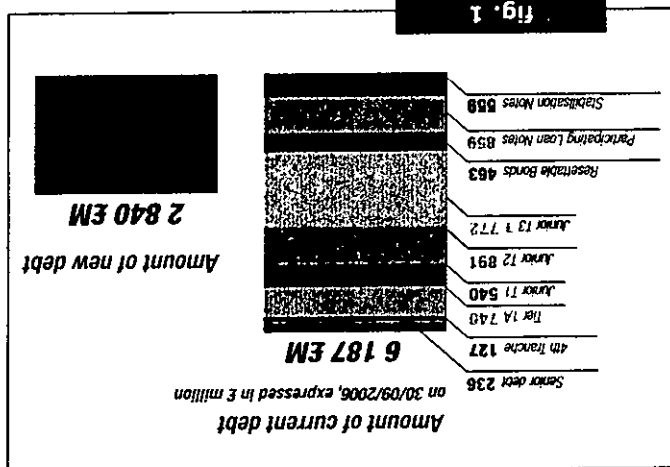 Amount of current debt
on 30/09/2006, expressed in £ million
6 187 £M
Senior debt 236
4th Tranche 127
Tier 1A 740
Junior T1 540
Junior T2 891
Junior T3 1 772
Resettable Bonds 463
Participating Loan Notes 859
Stabilisation Notes 559
Amount of new debt
2 840 £M
fig. 1